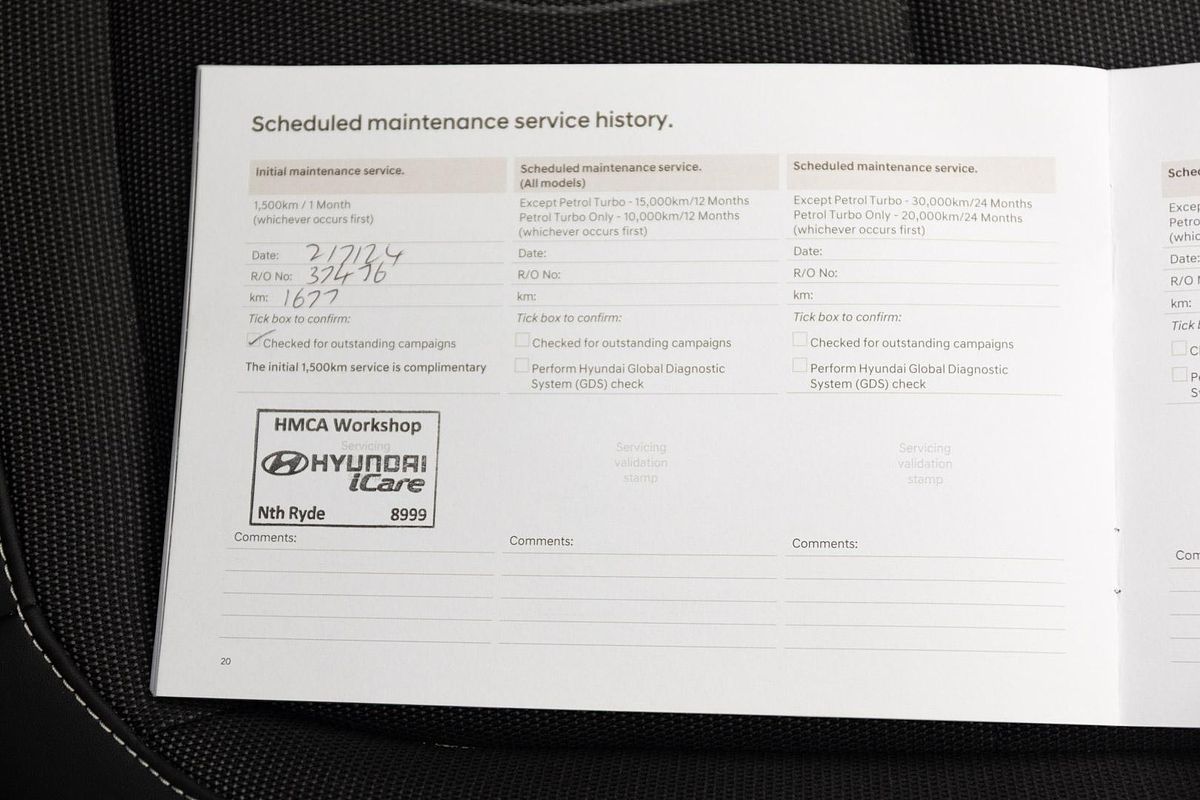 Scheduled maintenance service history.
Initial maintenance service.
1,500km / 1 Month
(whichever occurs first)
Date: 217124
R/O No: 37476
km: 1677
Tick box to confirm:
Checked for outstanding campaigns
The initial 1,500km service is complimentary
HMCA Workshop
Servicing
HYUNDAI
iCare
Nth Ryde 8999
Comments:
Scheduled maintenance service.
(All models)
Except Petrol Turbo - 15,000km/12 Months
Petrol Turbo Only - 10,000km/12 Months
(whichever occurs first)
Date:
R/O No:
km:
Tick box to confirm:
Checked for outstanding campaigns
Perform Hyundai Global Diagnostic
System (GDS) check
Servicing
validation
stamp
Comments:
Scheduled maintenance service.
Except Petrol Turbo - 30,000km/24 Months
Petrol Turbo Only - 20,000km/24 Months
(whichever occurs first)
Date:
R/O No:
km:
Tick box to confirm:
Checked for outstanding campaigns
Perform Hyundai Global Diagnostic
System (GDS) check
Servicing
validation
stamp
Comments:
20
Date:
km: